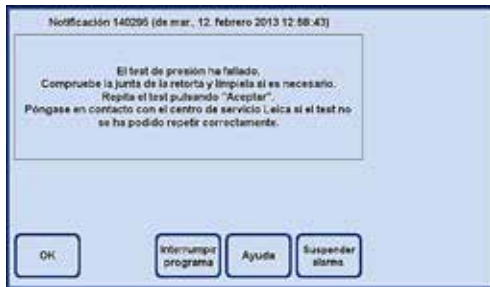 Notificación 140295 (de mar., 12. febrero 2013 12:58:43)
El test de presión ha fallado.
Compruebe la junta de la retorta y límpiela si es necesario.
Repita el test pulsando "Aceptar".
Póngase en contacto con el centro de servicio Leica si el test no
se ha podido repetir correctamente.
OK
Interrumpir
programa
Ayuda
Suspender
alarma